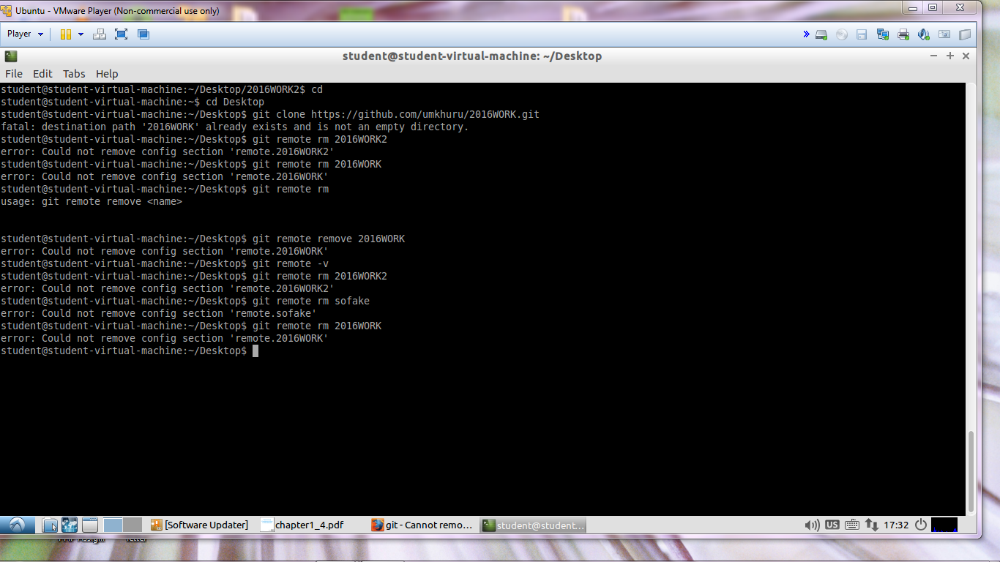 Ubuntu - VMware Player (Non-commercial use only)
Player
student@student-virtual-machine: ~/Desktop
File Edit Tabs Help
student@student-virtual-machine:~/Desktop/2016WORK2$ cd
student@student-virtual-machine:~$ cd Desktop
student@student-virtual-machine:~/Desktop$ git clone https://github.com/umkhuru/2016WORK.git
fatal: destination path '2016WORK' already exists and is not an empty directory.
student@student-virtual-machine:~/Desktop$ git remote rm 2016WORK2
error: Could not remove config section 'remote.2016WORK2'
student@student-virtual-machine:~/Desktop$ git remote rm 2016WORK
error: Could not remove config section 'remote.2016WORK'
student@student-virtual-machine:~/Desktop$ git remote rm
usage: git remote remove <name>
student@student-virtual-machine:~/Desktop$ git remote remove 2016WORK
error: Could not remove config section 'remote.2016WORK'
student@student-virtual-machine:~/Desktop$ git remote -v
student@student-virtual-machine:~/Desktop$ git remote rm 2016WORK2
error: Could not remove config section 'remote.2016WORK2'
student@student-virtual-machine:~/Desktop$ git remote rm sofake
error: Could not remove config section 'remote.sofake'
student@student-virtual-machine:~/Desktop$ git remote rm 2016WORK
error: Could not remove config section 'remote.2016WORK'
student@student-virtual-machine:~/Desktop$
[Software Updater] chapter1_4.pdf git - Cannot remo... student@student... US 17:32